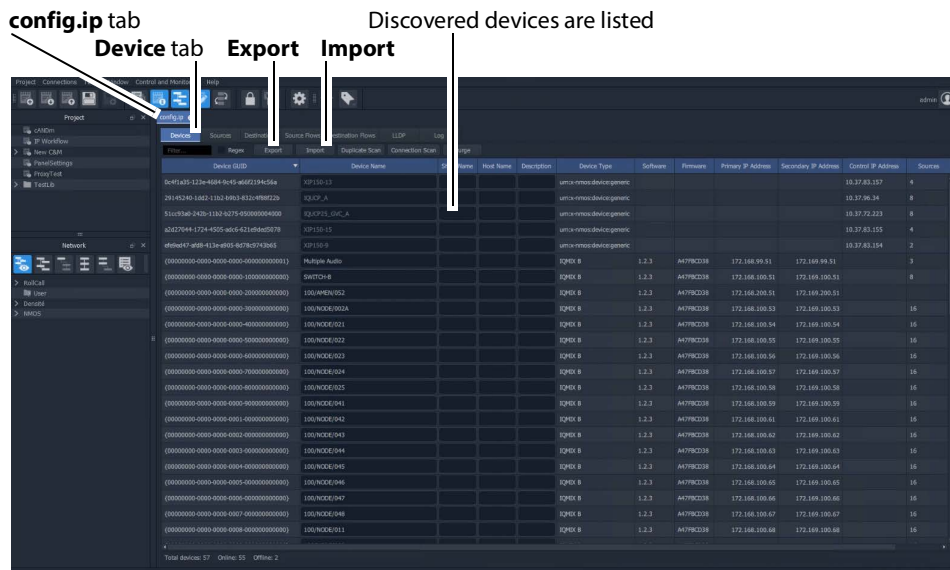 config.ip tab
Discovered devices are listed
Device tab Export Import
Project Connections Window Control and Monitor Help
admin
Project
config.ip
cANDm
IP Workflow
New C&M
PanelSettings
ProxyTest
TestLib
Devices Sources Destinat Source Flows Destination Flows LLDP Log
Filter... Regex Export Import Duplicate Scan Connection Scan
Device GUID Device Name Name Host Name Description Device Type Software Firmware Primary IP Address Secondary IP Address Control IP Address Sources
0c4f1a35-123e-4684-9c45-a66f2194c56a XIP150-13 urn:x-nmos:device:generic 10.37.83.157 4
29145240-1dd2-11b2-b9b3-832c4f88f22b IQUCP_A urn:x-nmos:device:generic 10.37.96.34 8
51cc93a0-242b-11b2-b275-050b00004000 IQUCP25_GVC_A urn:x-nmos:device:generic 10.37.72.223 8
a2d27044-1724-4505-adc6-621e9ded5078 XIP150-15 urn:x-nmos:device:generic 10.37.83.155 4
efe9ad47-afd8-413e-a905-8d78c9743b65 XIP150-9 urn:x-nmos:device:generic 10.37.83.154 2
Network
RollCall
User
Densité
NMOS
{00000000-0000-0000-0000-000000000001} Multiple Audio IQMIX B 1.2.3 A47FBCD38 172.168.99.51 172.169.99.51 3
{00000000-0000-0000-0000-100000000000} SWITCH-B IQMIX B 1.2.3 A47FBCD38 172.168.100.51 172.169.100.51 8
{00000000-0000-0000-0000-200000000000} 100/AMEN/052 IQMIX B 1.2.3 A47FBCD38 172.168.200.51 172.169.200.51
{00000000-0000-0000-0000-300000000000} 100/NODE/002A IQMIX B 1.2.3 A47FBCD38 172.168.100.53 172.169.100.53 16
{00000000-0000-0000-0000-400000000000} 100/NODE/021 IQMIX B 1.2.3 A47FBCD38 172.168.100.54 172.169.100.54 16
{00000000-0000-0000-0000-500000000000} 100/NODE/022 IQMIX B 1.2.3 A47FBCD38 172.168.100.55 172.169.100.55 16
{00000000-0000-0000-0000-600000000000} 100/NODE/023 IQMIX B 1.2.3 A47FBCD38 172.168.100.56 172.169.100.56 16
{00000000-0000-0000-0000-700000000000} 100/NODE/024 IQMIX B 1.2.3 A47FBCD38 172.168.100.57 172.169.100.57 16
{00000000-0000-0000-0000-800000000000} 100/NODE/025 IQMIX B 1.2.3 A47FBCD38 172.168.100.58 172.169.100.58 16
{00000000-0000-0000-0000-900000000000} 100/NODE/041 IQMIX B 1.2.3 A47FBCD38 172.168.100.59 172.169.100.59 16
{00000000-0000-0000-0001-000000000000} 100/NODE/042 IQMIX B 1.2.3 A47FBCD38 172.168.100.61 172.169.100.61 16
{00000000-0000-0000-0002-000000000000} 100/NODE/043 IQMIX B 1.2.3 A47FBCD38 172.168.100.62 172.169.100.62 16
{00000000-0000-0000-0003-000000000000} 100/NODE/044 IQMIX B 1.2.3 A47FBCD38 172.168.100.63 172.169.100.63 16
{00000000-0000-0000-0004-000000000000} 100/NODE/045 IQMIX B 1.2.3 A47FBCD38 172.168.100.64 172.169.100.64 16
{00000000-0000-0000-0005-000000000000} 100/NODE/046 IQMIX B 1.2.3 A47FBCD38 172.168.100.65 172.169.100.65 16
{00000000-0000-0000-0006-000000000000} 100/NODE/047 IQMIX B 1.2.3 A47FBCD38 172.168.100.66 172.169.100.66 16
{00000000-0000-0000-0007-000000000000} 100/NODE/048 IQMIX B 1.2.3 A47FBCD38 172.168.100.67 172.169.100.67 16
{00000000-0000-0000-0008-000000000000} 100/NODE/011 IQMIX B 1.2.3 A47FBCD38 172.168.100.68 172.169.100.68 16
Total devices: 57 Online: 55 Offline: 2